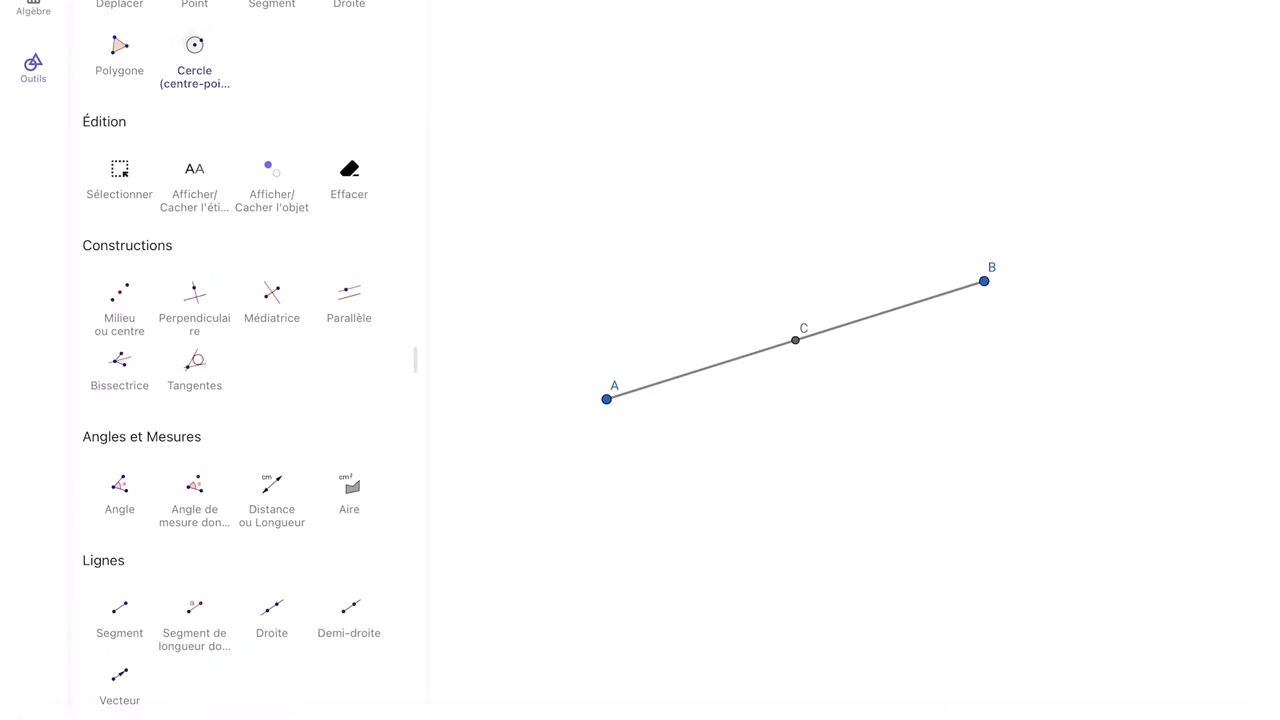 Algèbre
Déplacer Point Segment Droite
Outils
Polygone Cercle
(centre-poi...
Édition
AA
Sélectionner Afficher/ Afficher/ Effacer
Cacher l'éti... Cacher l'objet
Constructions
Milieu Perpendiculai Médiatrice Parallèle
ou centre re
Bissectrice Tangentes
Angles et Mesures
cm cm²
Angle Angle de Distance Aire
mesure don... ou Longueur
Lignes
a
Segment Segment de Droite Demi-droite
longueur do...
Vecteur
B
C
A